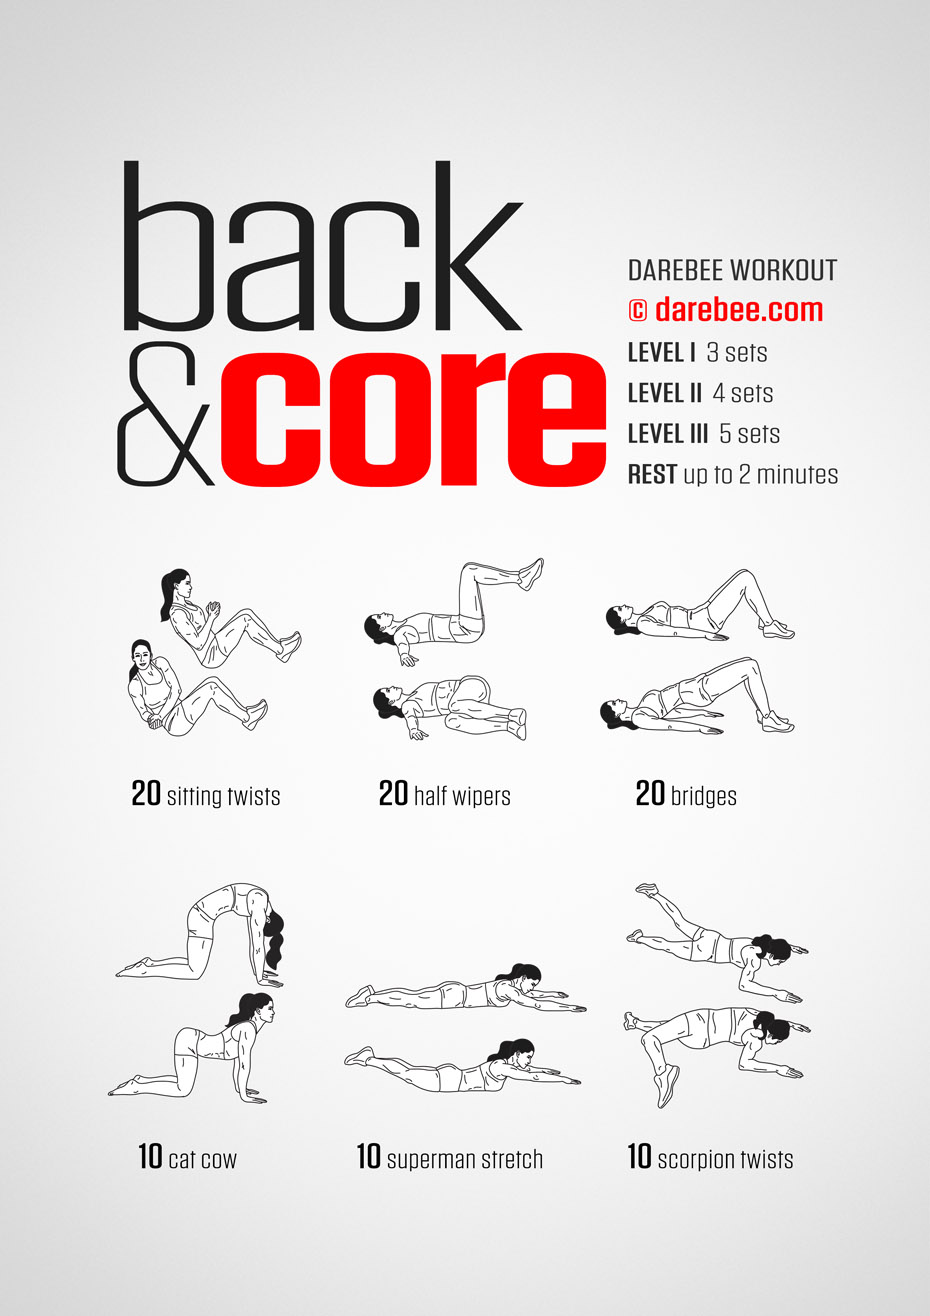 back
&core
DAREBEE WORKOUT
© darebee.com
LEVEL I 3 sets
LEVEL II 4 sets
LEVEL III 5 sets
REST up to 2 minutes
20 sitting twists
20 half wipers
20 bridges
10 cat cow
10 superman stretch
10 scorpion twists